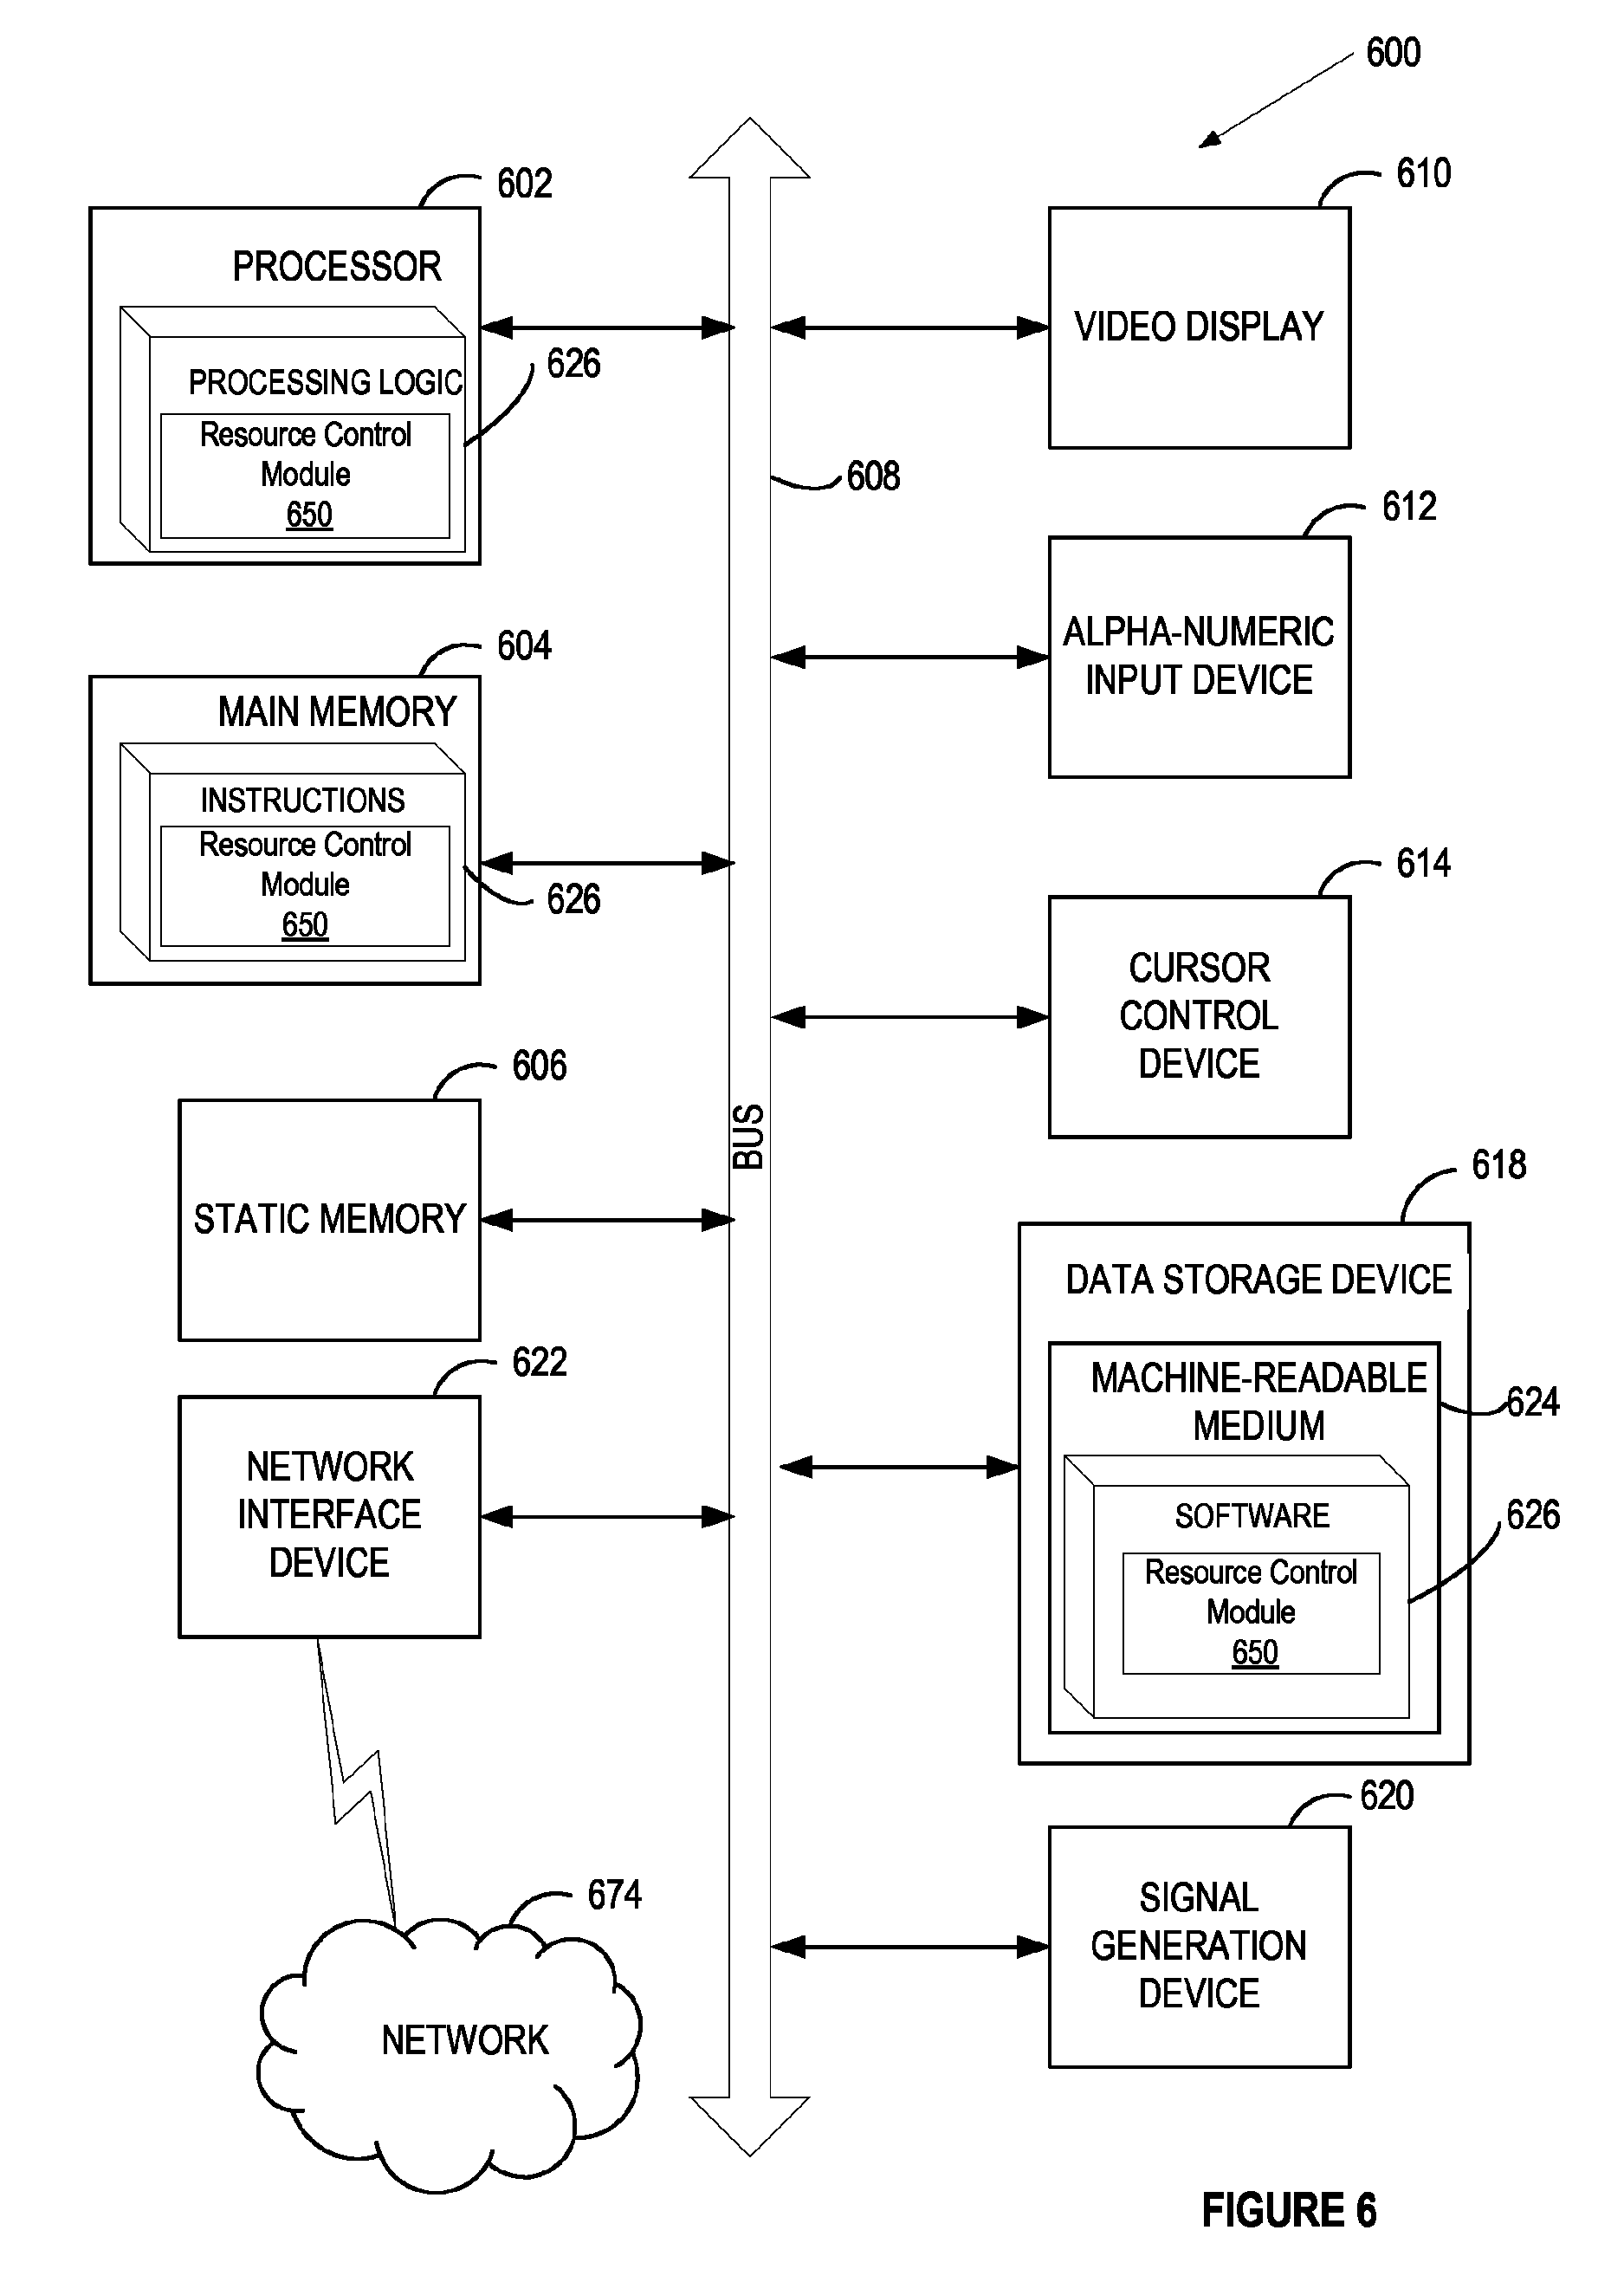 600
602
PROCESSOR
PROCESSING LOGIC
Resource Control
Module
650
626
610
VIDEO DISPLAY
608
612
ALPHA-NUMERIC
INPUT DEVICE
604
MAIN MEMORY
INSTRUCTIONS
Resource Control
Module
650
626
614
CURSOR
CONTROL
DEVICE
606
STATIC MEMORY
BUS
618
DATA STORAGE DEVICE
MACHINE-READABLE
MEDIUM
624
SOFTWARE
Resource Control
Module
650
626
622
NETWORK
INTERFACE
DEVICE
620
SIGNAL
GENERATION
DEVICE
674
NETWORK
FIGURE 6